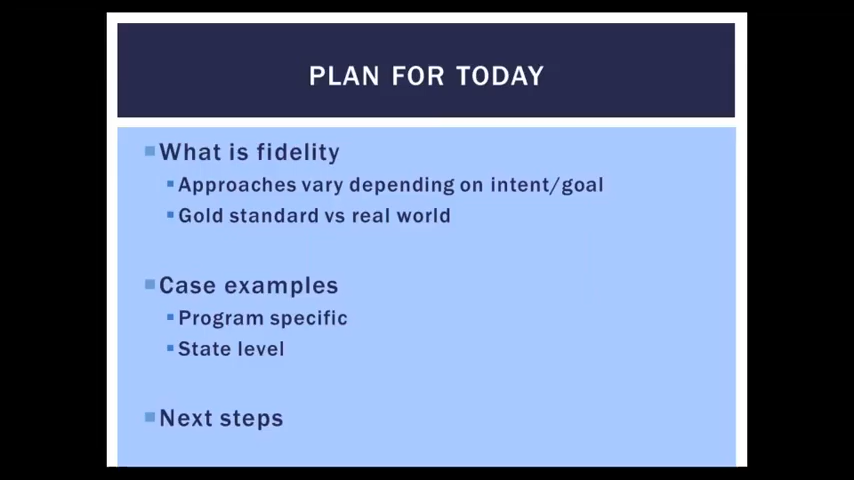 PLAN FOR TODAY
What is fidelity
Approaches vary depending on intent/goal
Gold standard vs real world
Case examples
Program specific
State level
Next steps